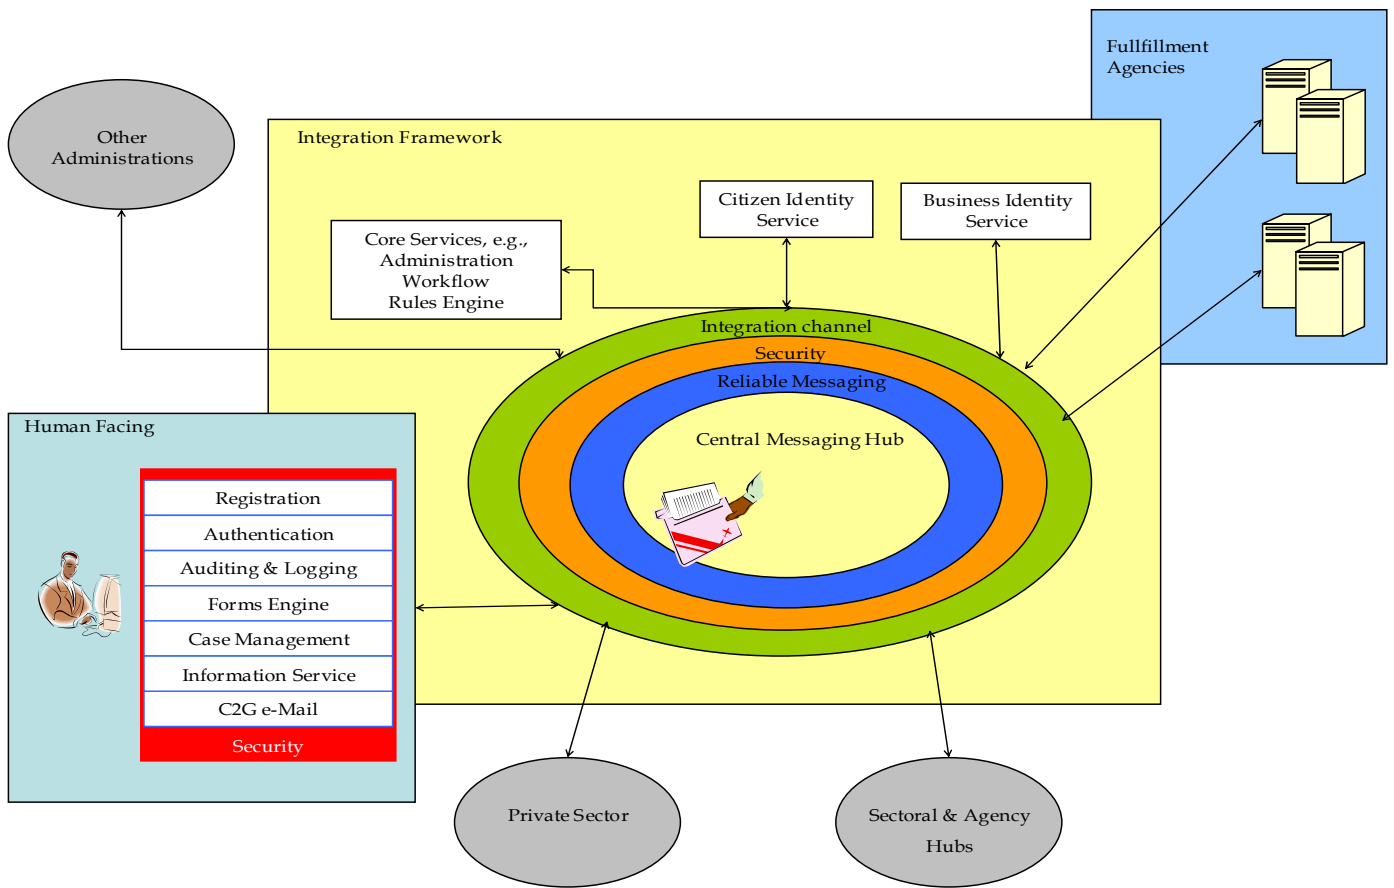 Fullfillment
Agencies
Other
Administrations
Integration Framework
Citizen Identity
Service
Business Identity
Service
Core Services, e.g.,
Administration
Workflow
Rules Engine
Integration channel
Security
Reliable Messaging
Central Messaging Hub
Human Facing
Registration
Authentication
Auditing & Logging
Forms Engine
Case Management
Information Service
C2G e-Mail
Security
Private Sector
Sectoral & Agency
Hubs